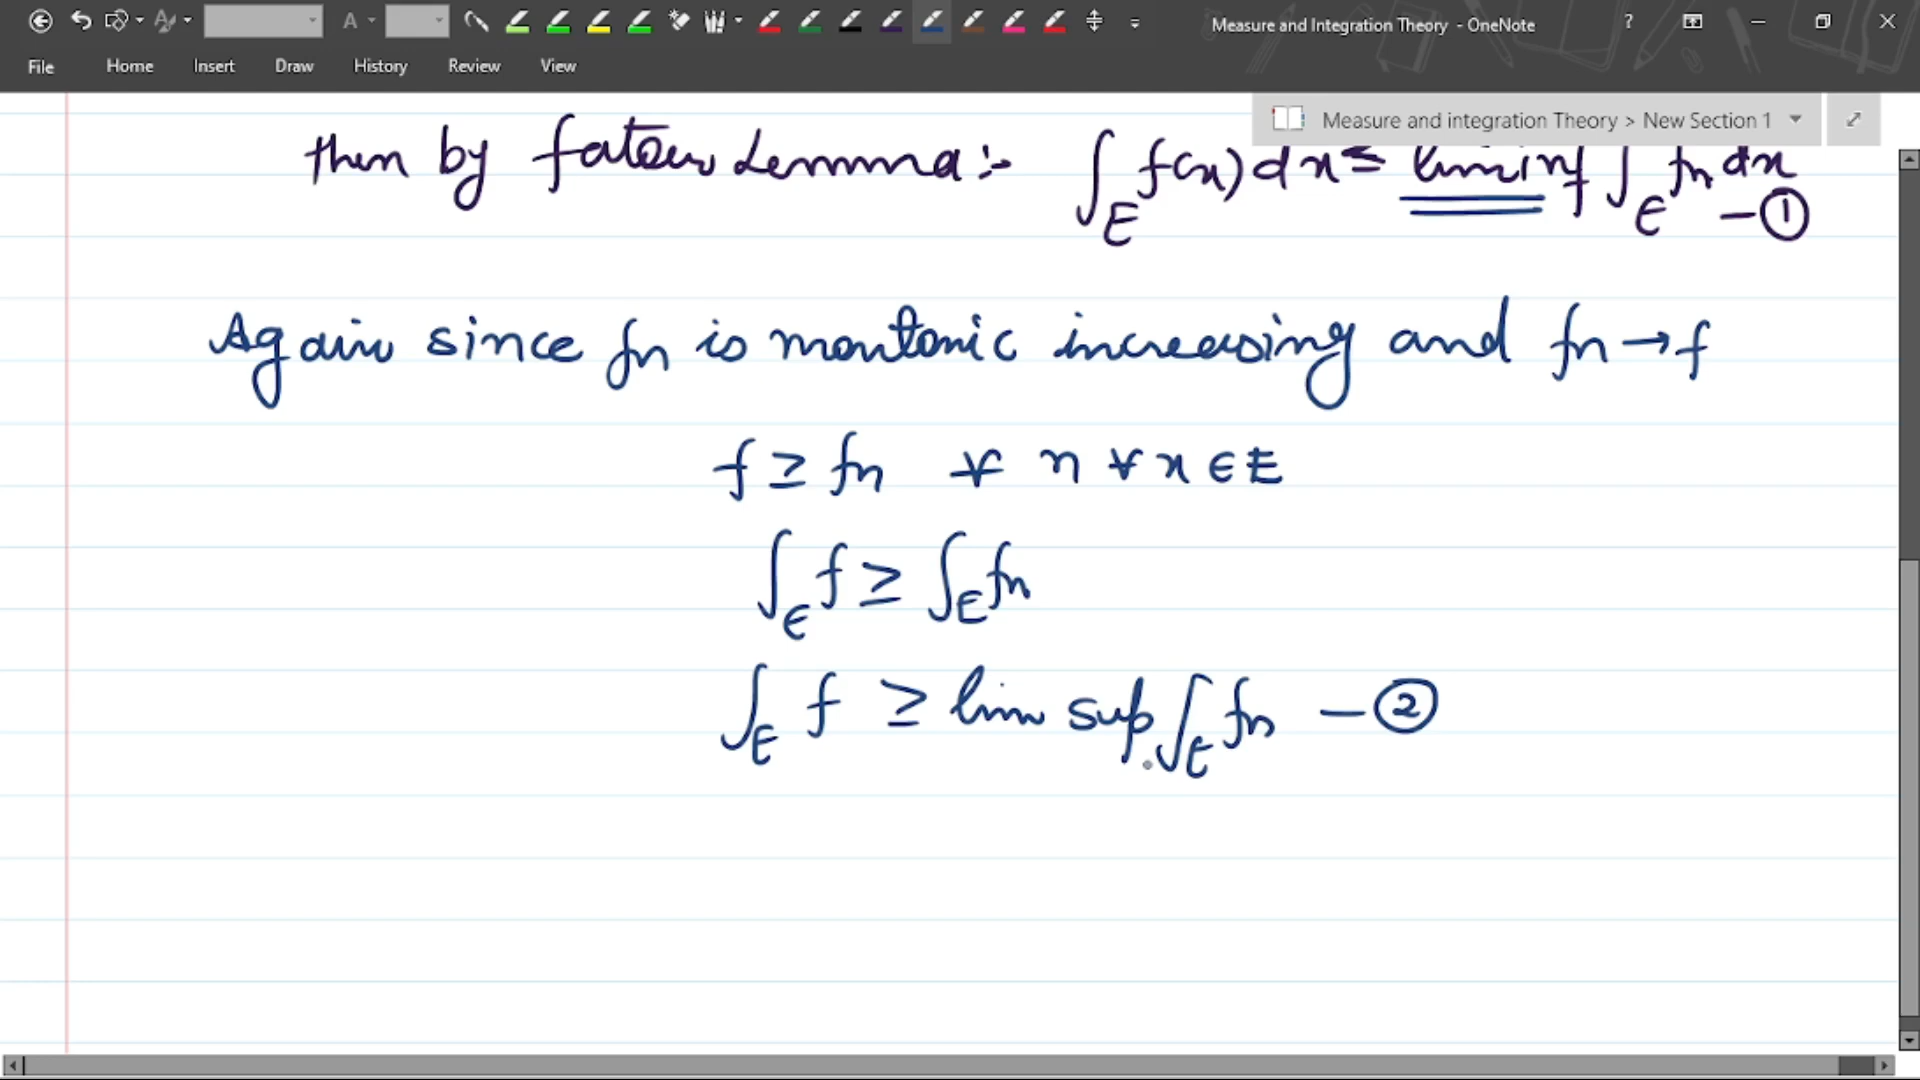 Measure and Integration Theory - OneNote
File Home Insert Draw History Review View
Measure and integration Theory > New Section 1
then by fatou Lemma :- ∫_E f(x) dx ≤ lim inf ∫_E fn dx - ①
Again since fn is montonic increasing and fn → f
f ≥ fn ∀ n ∀ x ∈ E
∫_E f ≥ ∫_E fn
∫_E f ≥ lim sup ∫_E fn - ②